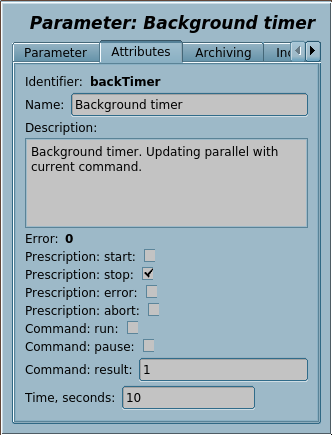 Parameter: Background timer
Parameter Attributes Archiving
Identifier: backTimer
Name: Background timer
Description:
Background timer. Updating parallel with
current command.
Error: 0
Prescription: start:
Prescription: stop:
Prescription: error:
Prescription: abort:
Command: run:
Command: pause:
Command: result: 1
Time, seconds: 10